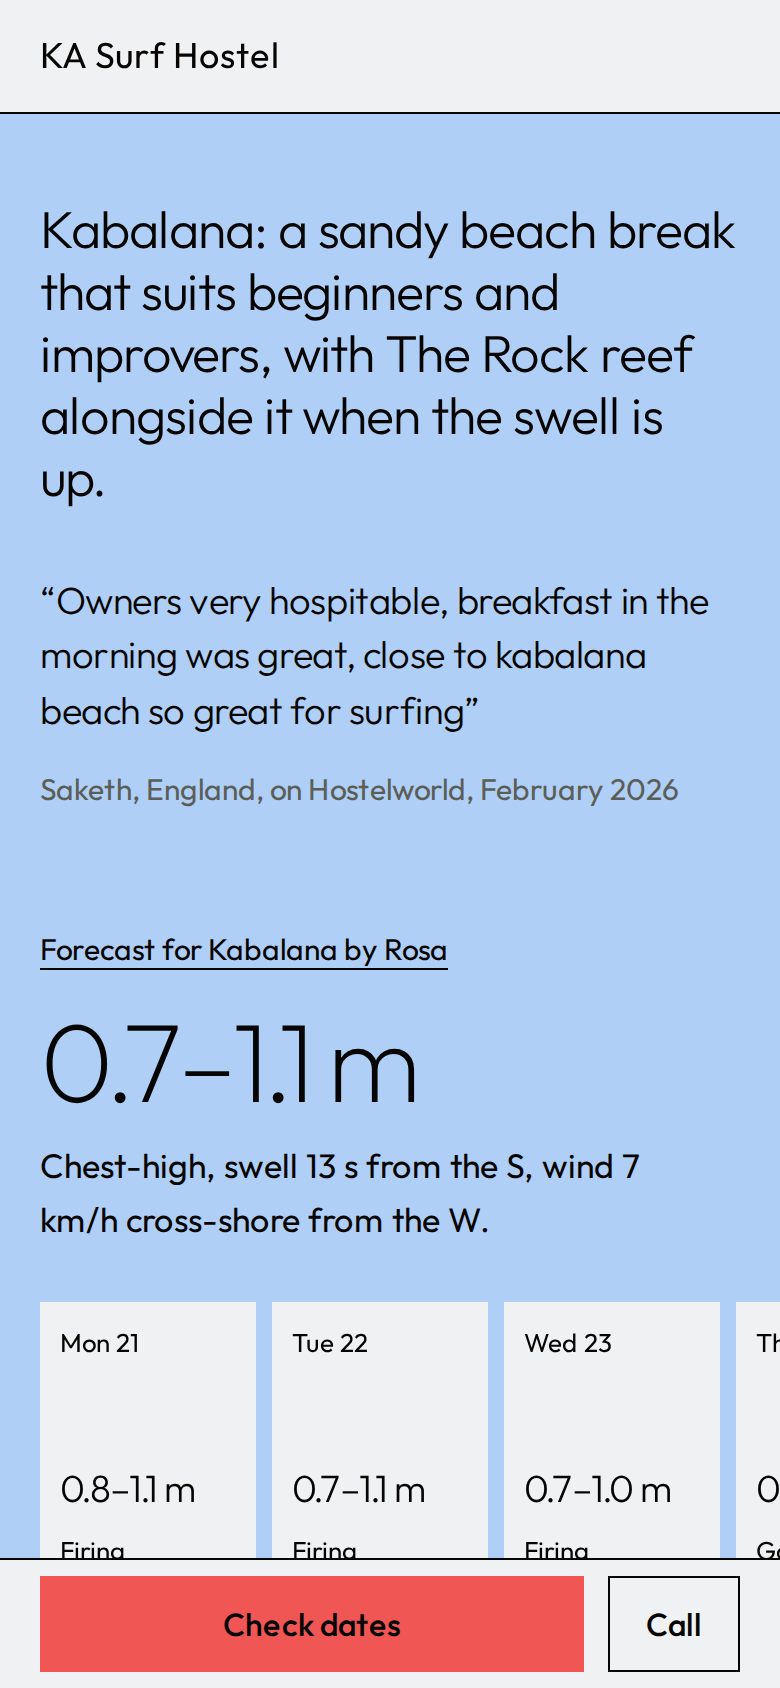 KA Surf Hostel
Kabalana: a sandy beach break
that suits beginners and
improvers, with The Rock reef
alongside it when the swell is
up.
“Owners very hospitable, breakfast in the
morning was great, close to kabalana
beach so great for surfing”
Saketh, England, on Hostelworld, February 2026
Forecast for Kabalana by Rosa
0.7–1.1 m
Chest-high, swell 13 s from the S, wind 7
km/h cross-shore from the W.
Mon 21
Tue 22
Wed 23
0.8–1.1 m
0.7–1.1 m
0.7–1.0 m
Firing
Firing
Firing
Check dates
Call